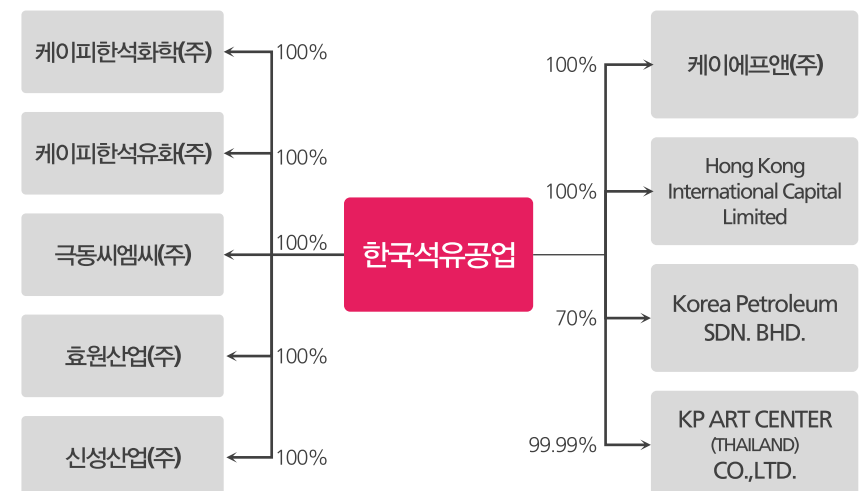 케이피한석화학(주)
100%
케이피한석유화(주)
100%
극동씨엠씨(주)
100%
효원산업(주)
100%
신성산업(주)
100%
한국석유공업
100%
케이에프앤(주)
100%
Hong Kong
International Capital
Limited
70%
Korea Petroleum
SDN. BHD.
99.99%
KP ART CENTER
(THAILAND)
CO.,LTD.